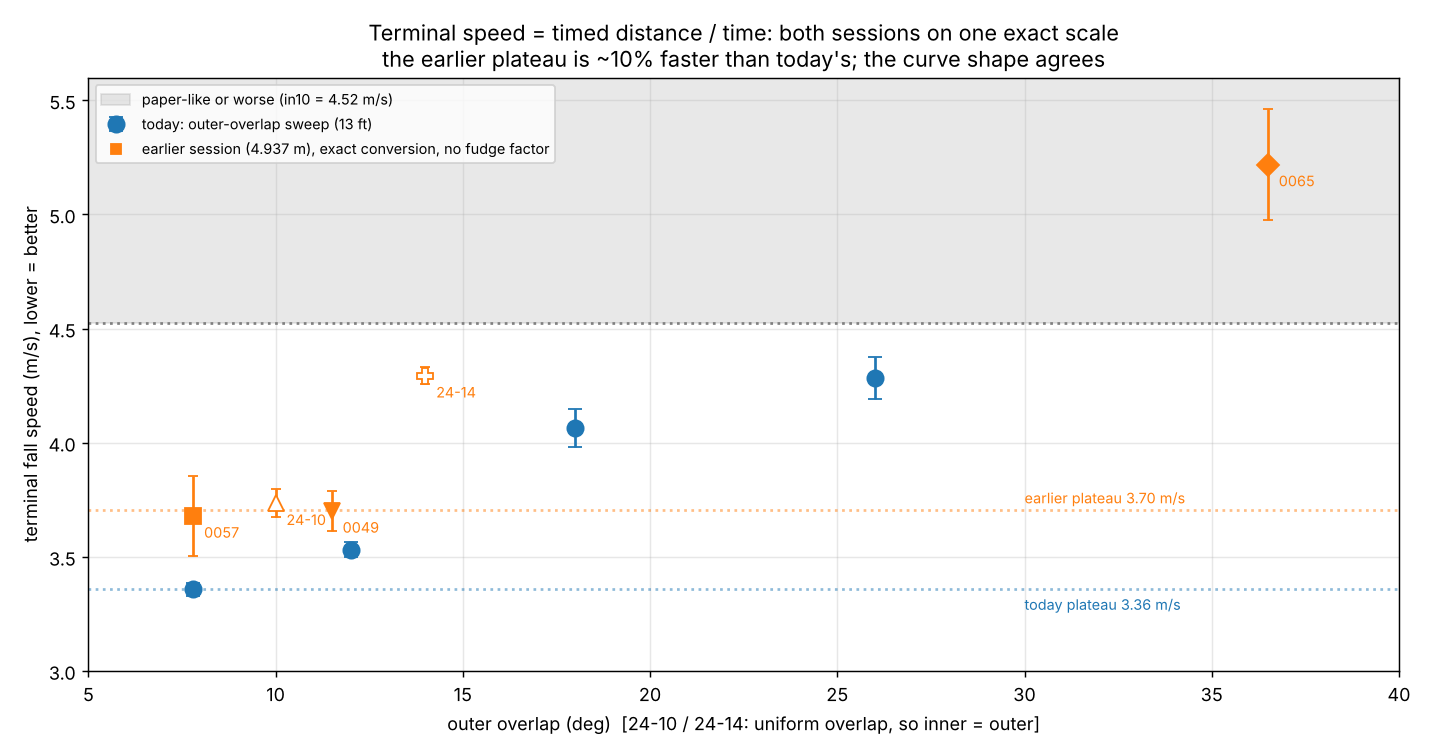 Terminal speed = timed distance / time: both sessions on one exact scale
the earlier plateau is ~10% faster than today's; the curve shape agrees
paper-like or worse (in10 = 4.52 m/s)
today: outer-overlap sweep (13 ft)
earlier session (4.937 m), exact conversion, no fudge factor
terminal fall speed (m/s), lower = better
5.5
5.0
4.5
4.0
3.5
3.0
0065
24-14
0057
24-10
0049
earlier plateau 3.70 m/s
today plateau 3.36 m/s
5
10
15
20
25
30
35
40
outer overlap (deg)  [24-10 / 24-14: uniform overlap, so inner = outer]